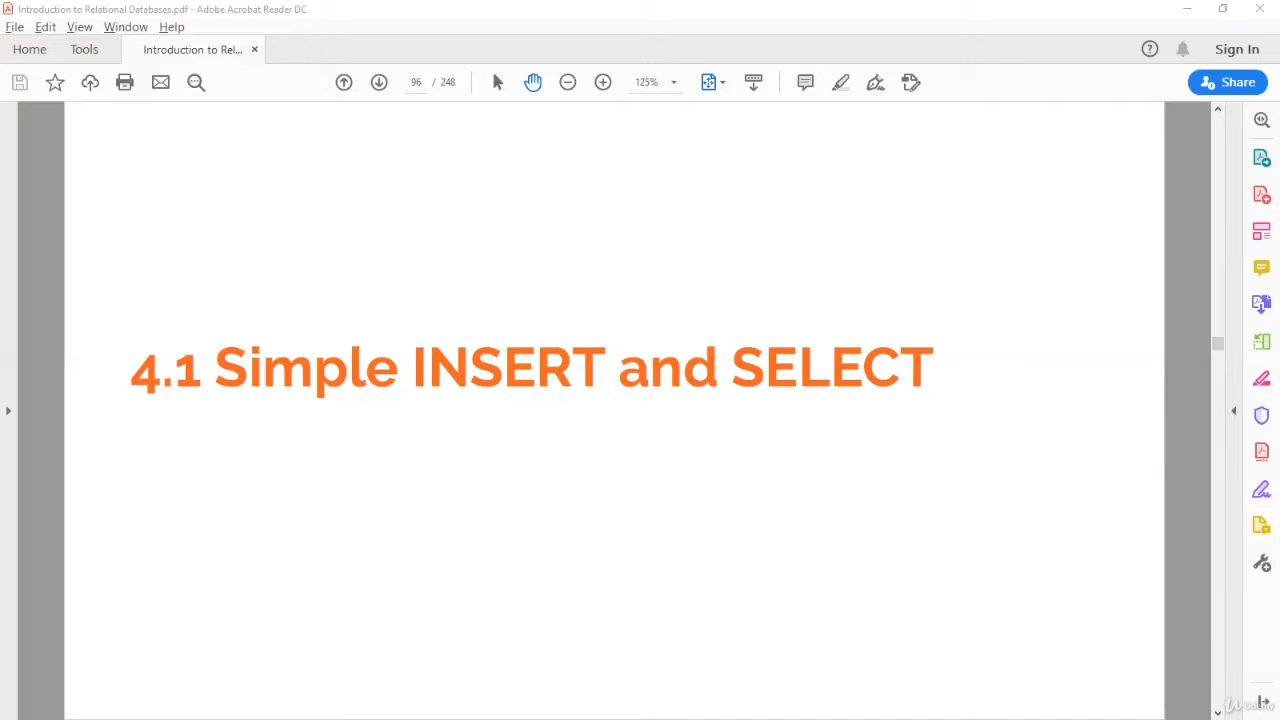 Introduction to Relational Databases.pdf - Adobe Acrobat Reader DC
File Edit View Window Help
Home Tools Introduction to Rel... × Sign In
96 / 248 125% Share
4.1 Simple INSERT and SELECT
Udemy